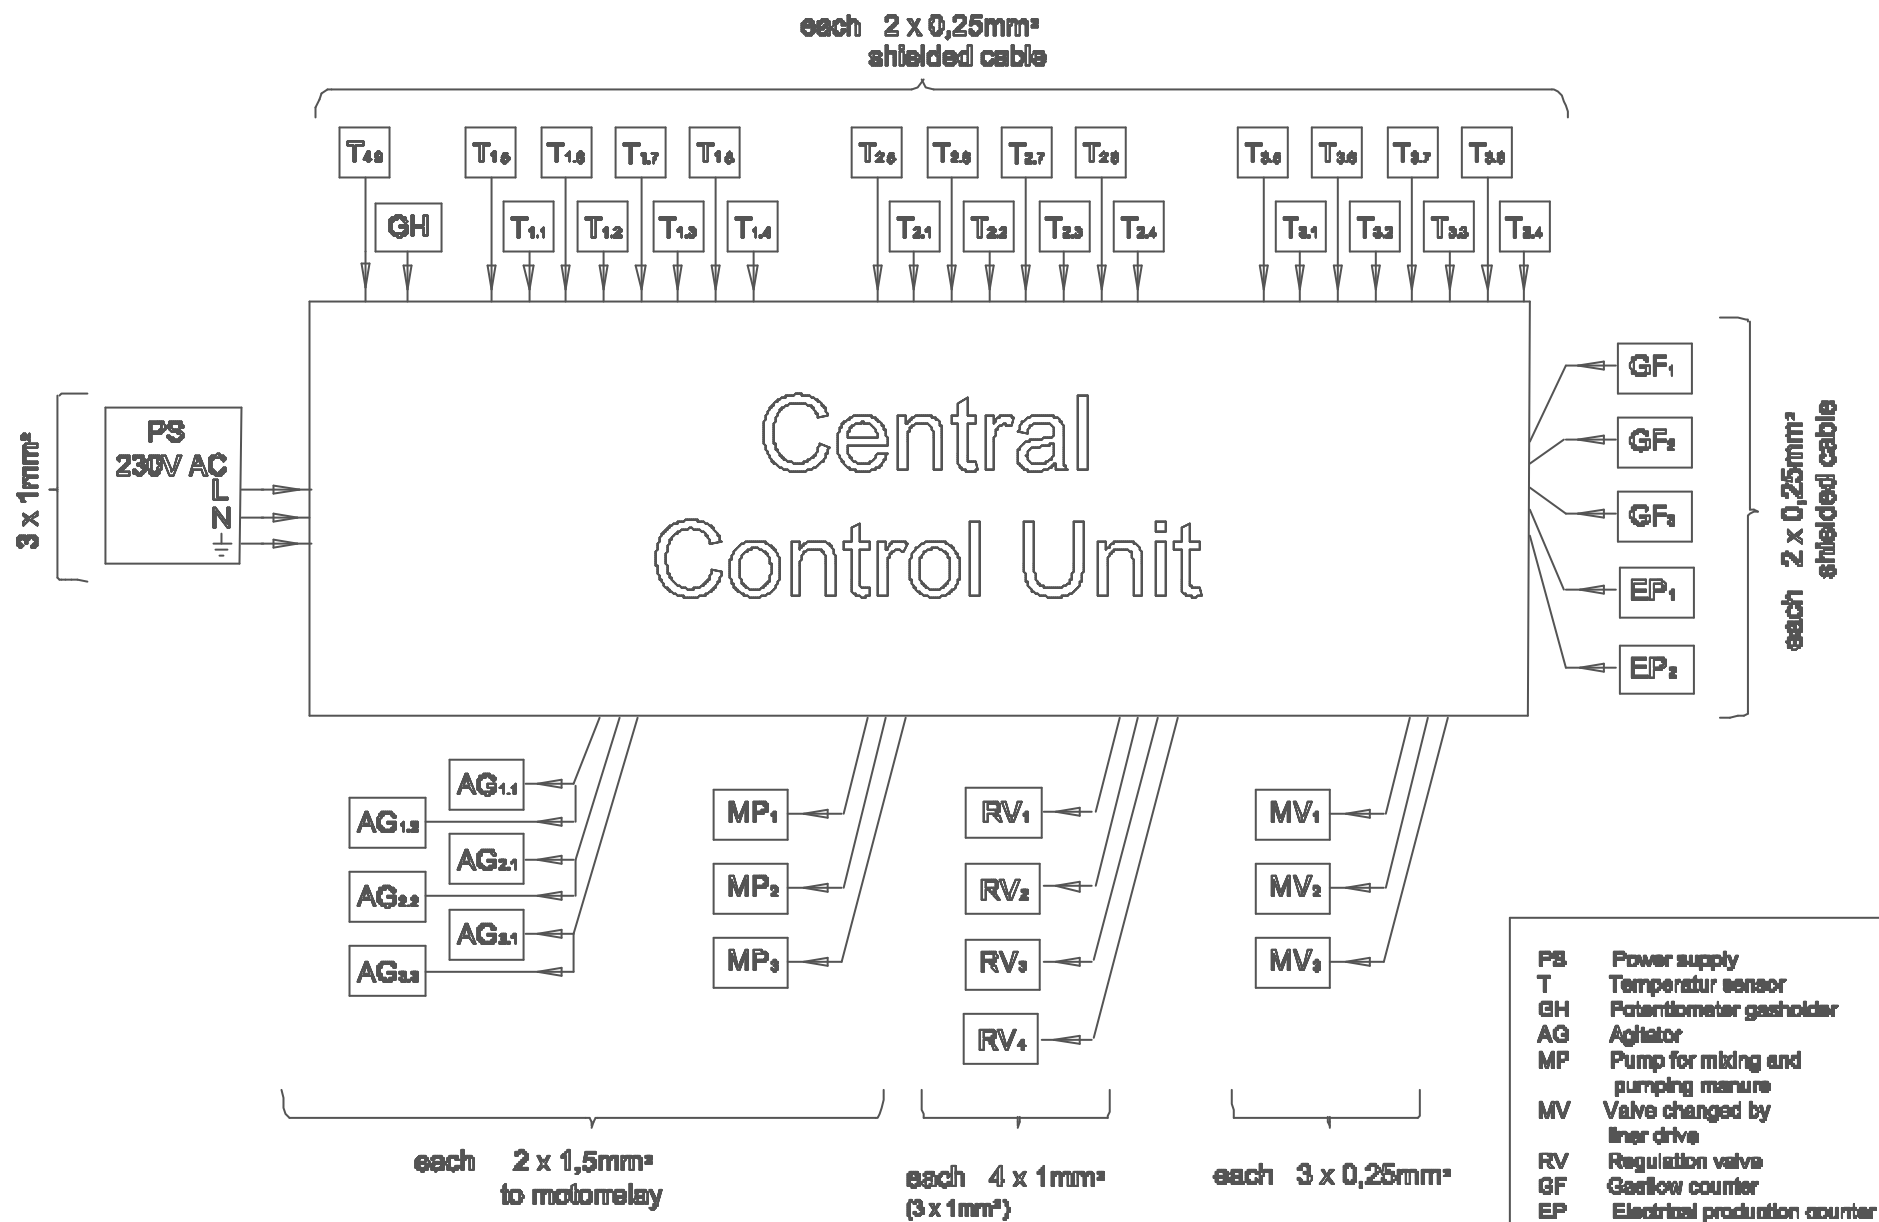 each 2 x 0,25mm²
shielded cable
T4.9 T1.5 T1.6 T1.7 T1.8 T2.5 T2.6 T2.7 T2.8 T3.5 T3.6 T3.7 T3.8
GH T1.1 T1.2 T1.3 T1.4 T2.1 T2.2 T2.3 T2.4 T3.1 T3.2 T3.3
3 x 1mm²
PS
230V AC
L
N
Central
Control Unit
GF1
GF2
GF3
EP1
EP2
each 2 x 0,25mm²
shielded cable
AG1.1
AG1.2
AG2.1
AG2.2
AG3.1
MP1
MP2
MP3
RV1
RV2
RV3
RV4
MV1
MV2
MV3
each 2 x 1,5mm²
to motorrelay
each 4 x 1mm²
(3 x 1mm²)
each 3 x 0,25mm²
PS Power supply
T Temperatur sensor
GH Potentiometer gasholder
AG Agitator
MP Pump for mixing and
pumping manure
MV Valve changed by
liner drive
RV Regulation valve
GF Gasflow counter
EP Electrical production counter